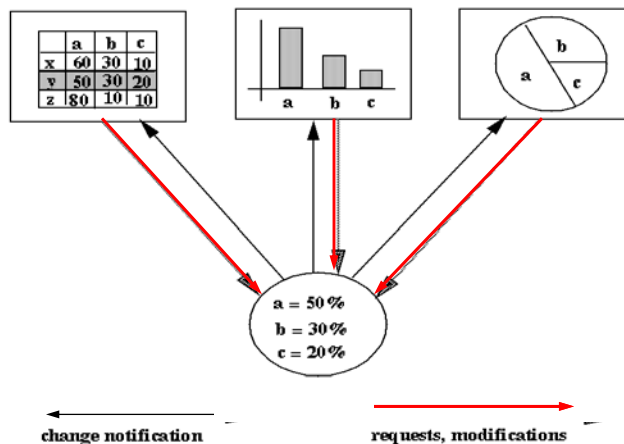 a b c
x 60 30 10
y 50 30 20
z 80 10 10
a b c
a b c
a = 50%
b = 30%
c = 20%
change notification
requests, modifications